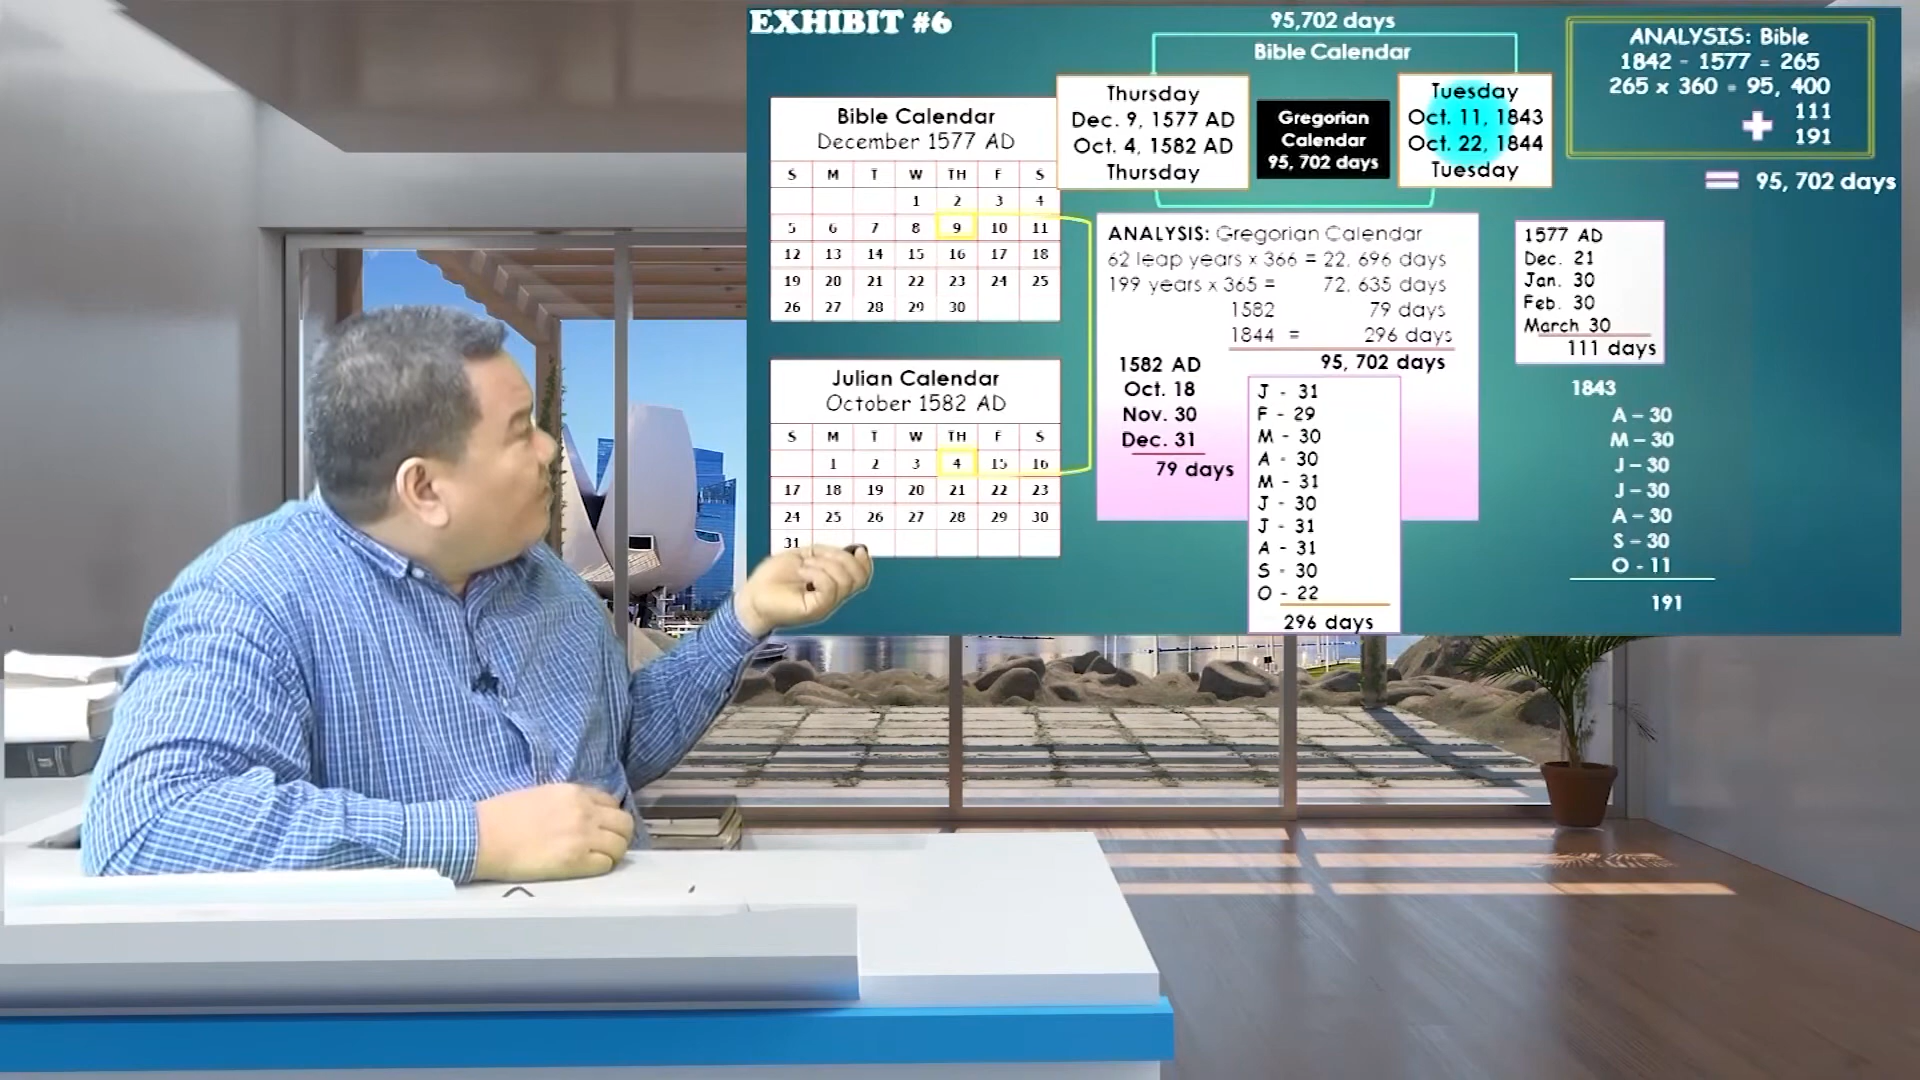 EXHIBIT #6
Bible Calendar
December 1577 AD
S M T W TH F S
1 2 3 4
5 6 7 8 9 10 11
12 13 14 15 16 17 18
19 20 21 22 23 24 25
26 27 28 29 30
Julian Calendar
October 1582 AD
S M T W TH F S
1 2 3 4 15 16
17 18 19 20 21 22 23
24 25 26 27 28 29 30
31
95,702 days
Bible Calendar
Thursday
Dec. 9, 1577 AD
Oct. 4, 1582 AD
Thursday
Gregorian
Calendar
95, 702 days
Tuesday
Oct. 11, 1843
Oct. 22, 1844
Tuesday
ANALYSIS: Gregorian Calendar
62 leap years x 366 = 22, 696 days
199 years x 365 = 72, 635 days
1582 79 days
1844 = 296 days
95, 702 days
1582 AD
Oct. 18
Nov. 30
Dec. 31
79 days
J - 31
F - 29
M - 30
A - 30
M - 31
J - 30
J - 31
A - 31
S - 30
O - 22
296 days
ANALYSIS: Bible
1842 - 1577 = 265
265 x 360 = 95, 400
111
+
191
= 95, 702 days
1577 AD
Dec. 21
Jan. 30
Feb. 30
March 30
111 days
1843
A – 30
M – 30
J – 30
J – 30
A – 30
S – 30
O - 11
191